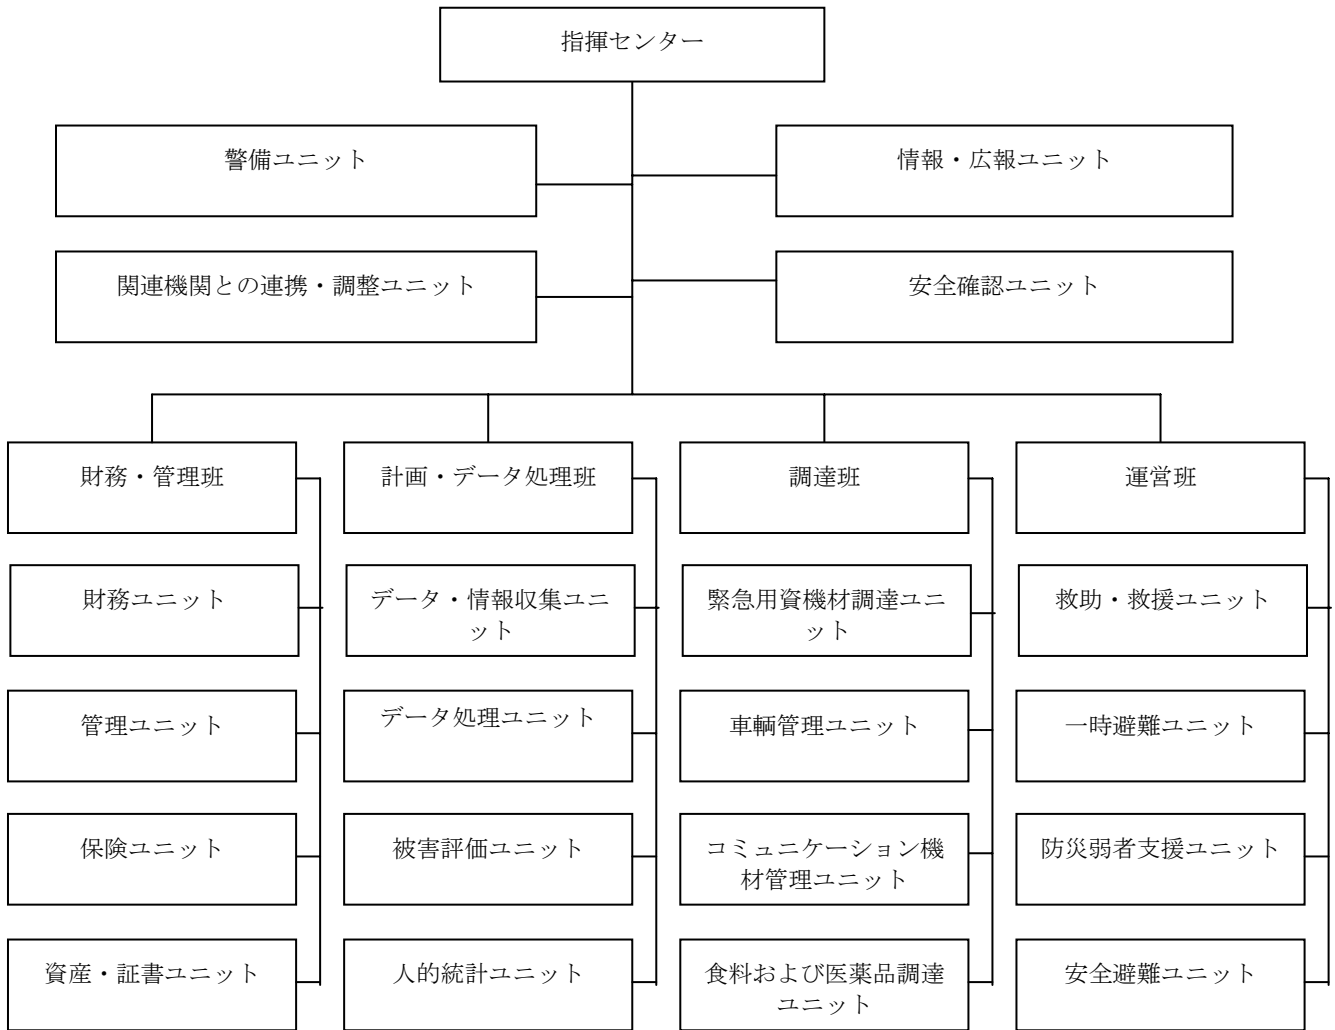 指揮センター
警備ユニット
情報・広報ユニット
関連機関との連携・調整ユニット
安全確認ユニット
財務・管理班
計画・データ処理班
調達班
運営班
財務ユニット
データ・情報収集ユニ
ット
緊急用資機材調達ユニ
ット
救助・救援ユニット
管理ユニット
データ処理ユニット
車輌管理ユニット
一時避難ユニット
保険ユニット
被害評価ユニット
コミュニケーション機
材管理ユニット
防災弱者支援ユニット
資産・証書ユニット
人的統計ユニット
食料および医薬品調達
ユニット
安全避難ユニット